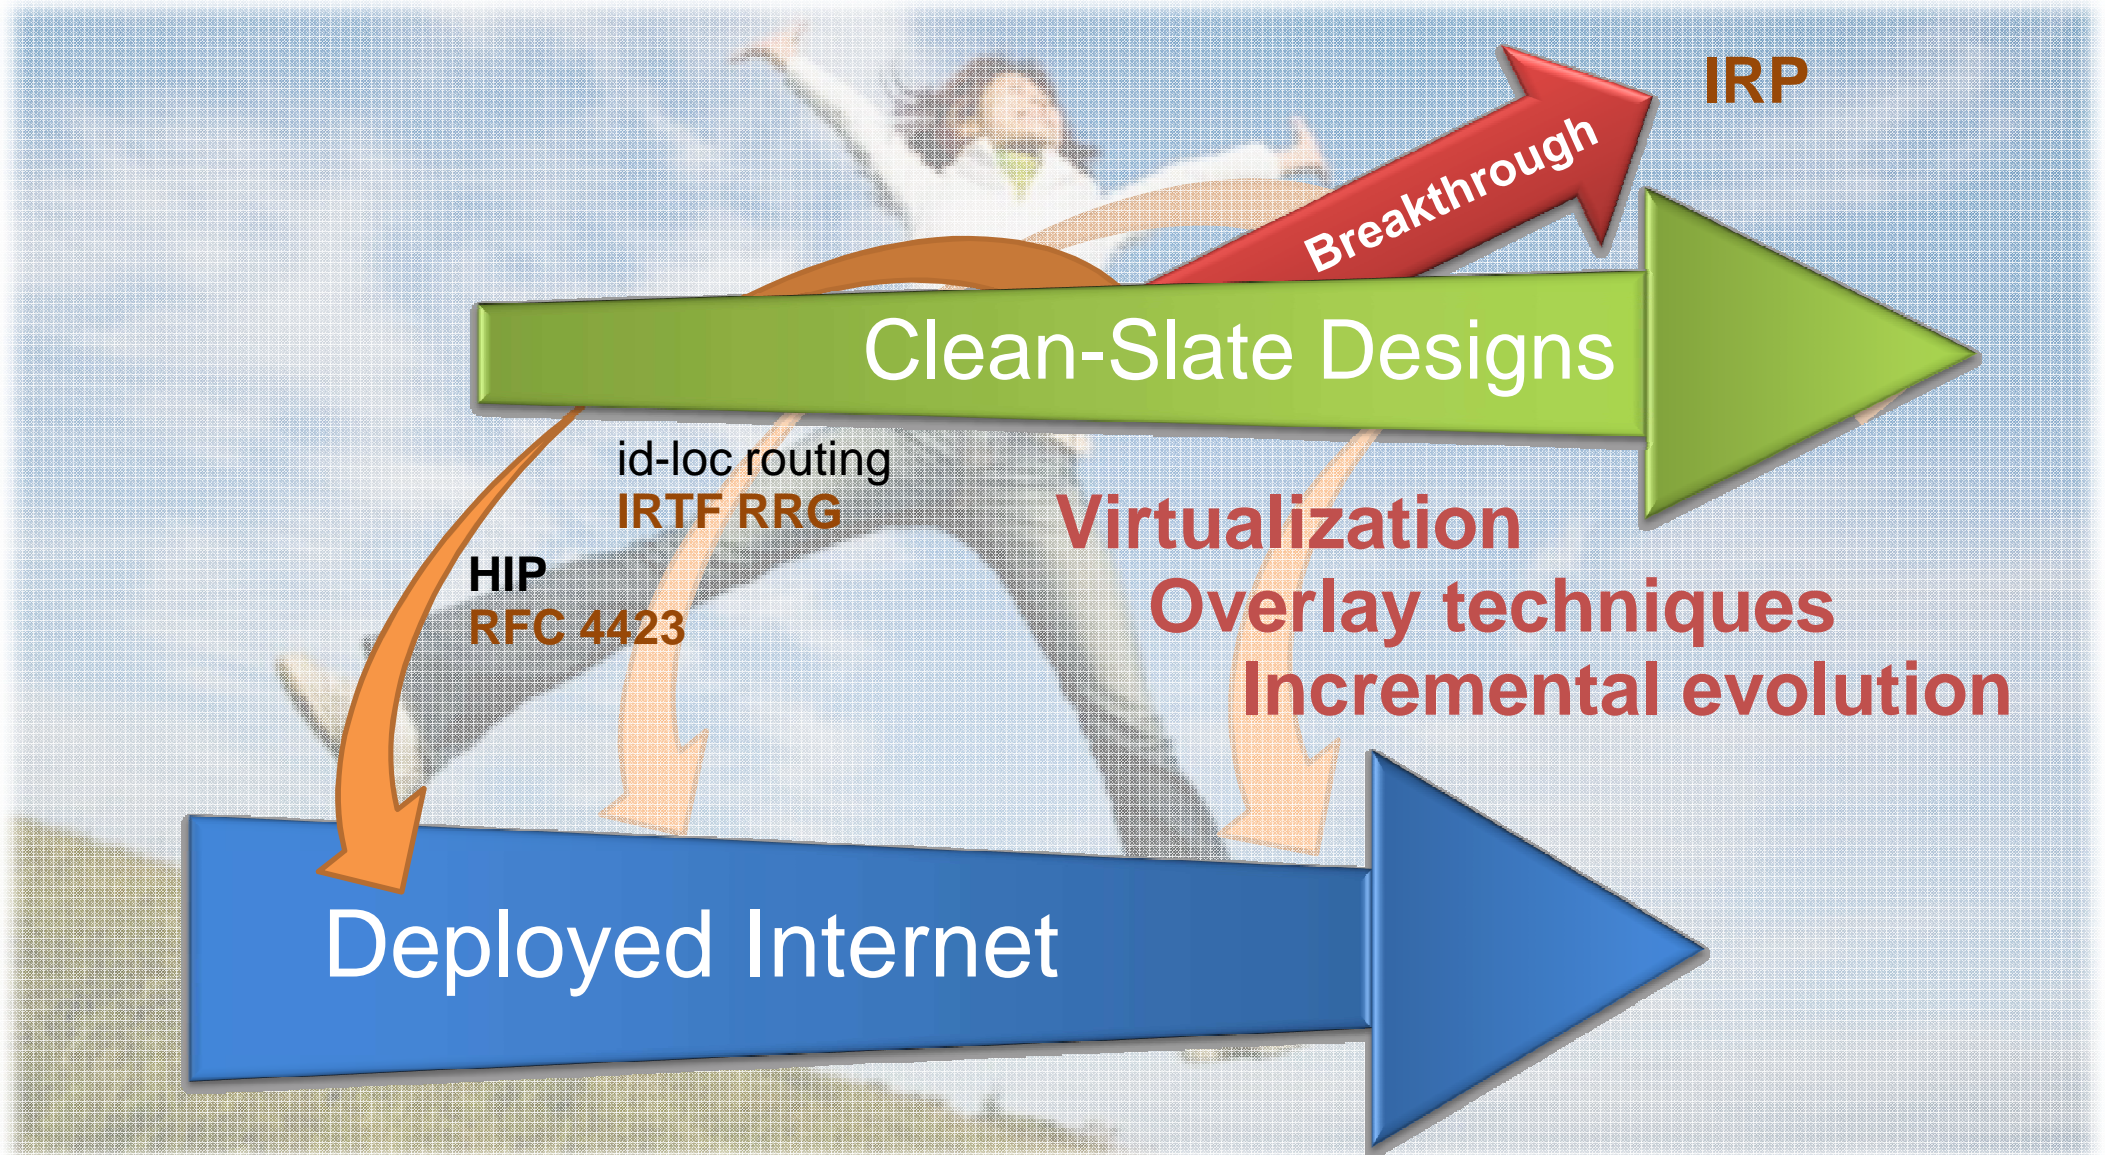 IRP
Breakthrough
Clean-Slate Designs
id-loc routing
IRTF RRG
HIP
RFC 4423
Virtualization
Overlay techniques
Incremental evolution
Deployed Internet